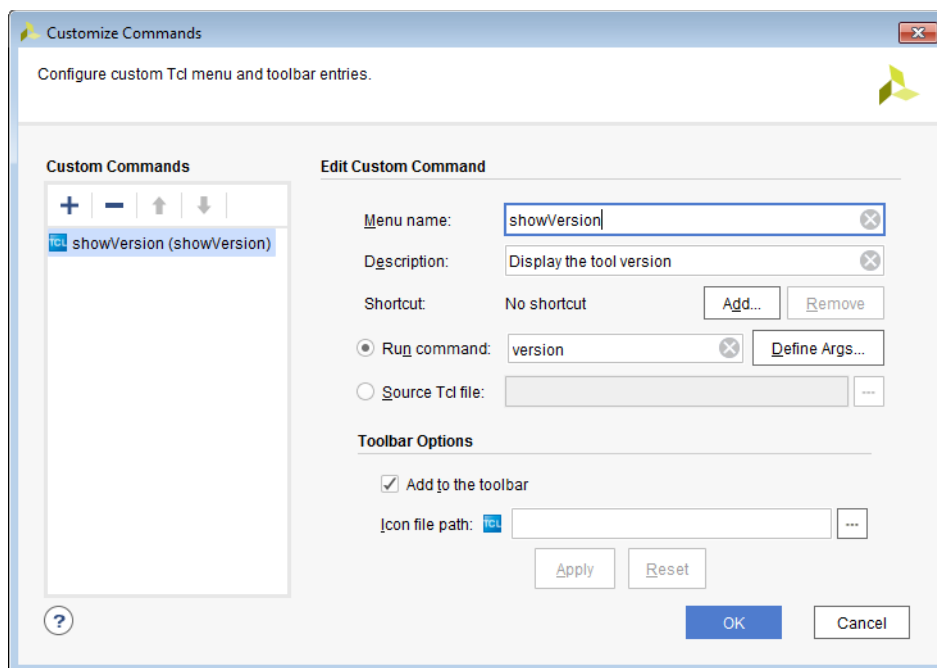 Customize Commands
Configure custom Tcl menu and toolbar entries.
Custom Commands
TCL showVersion (showVersion)
Edit Custom Command
Menu name: showVersion
Description: Display the tool version
Shortcut: No shortcut Add... Remove
Run command: version Define Args...
Source Tcl file: ...
Toolbar Options
Add to the toolbar
Icon file path: TCL ...
Apply Reset
? OK Cancel